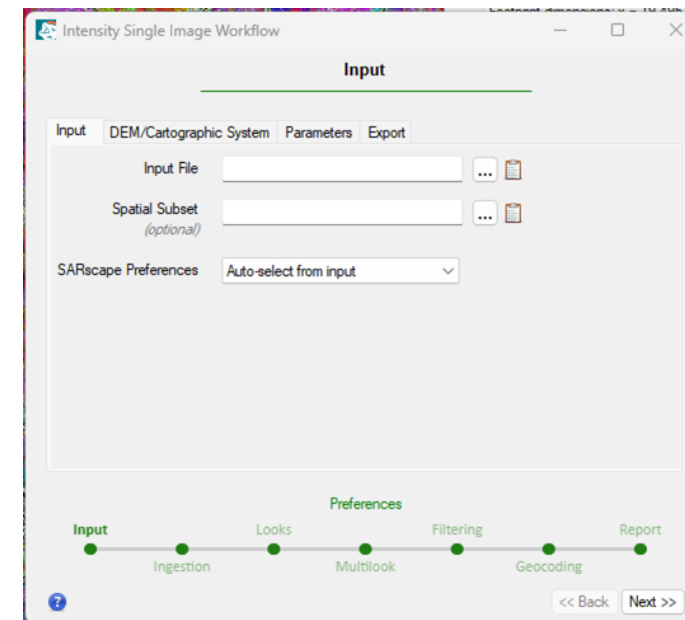 Intensity Single Image Workflow
Input
Input DEM/Cartographic System Parameters Export
Input File ...
Spatial Subset ...
(optional)
SARscape Preferences Auto-select from input
Preferences
Input Looks Filtering Report
Ingestion Multilook Geocoding
<< Back Next >>